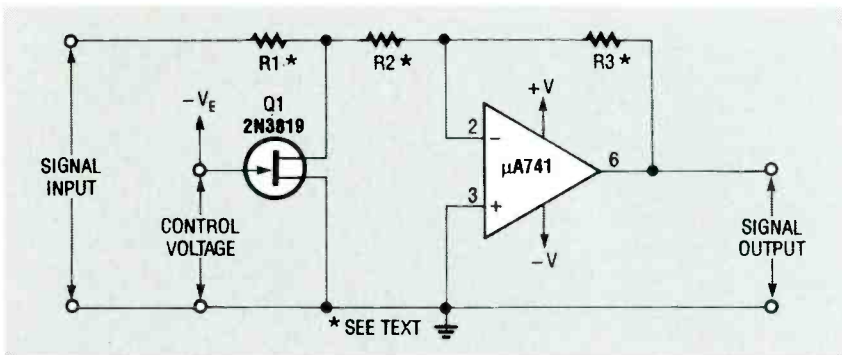 R1*
R2*
R3*
−V_E
Q1
2N3819
+V
2
−
µA741
6
3
+
−V
SIGNAL
INPUT
CONTROL
VOLTAGE
SIGNAL
OUTPUT
* SEE TEXT